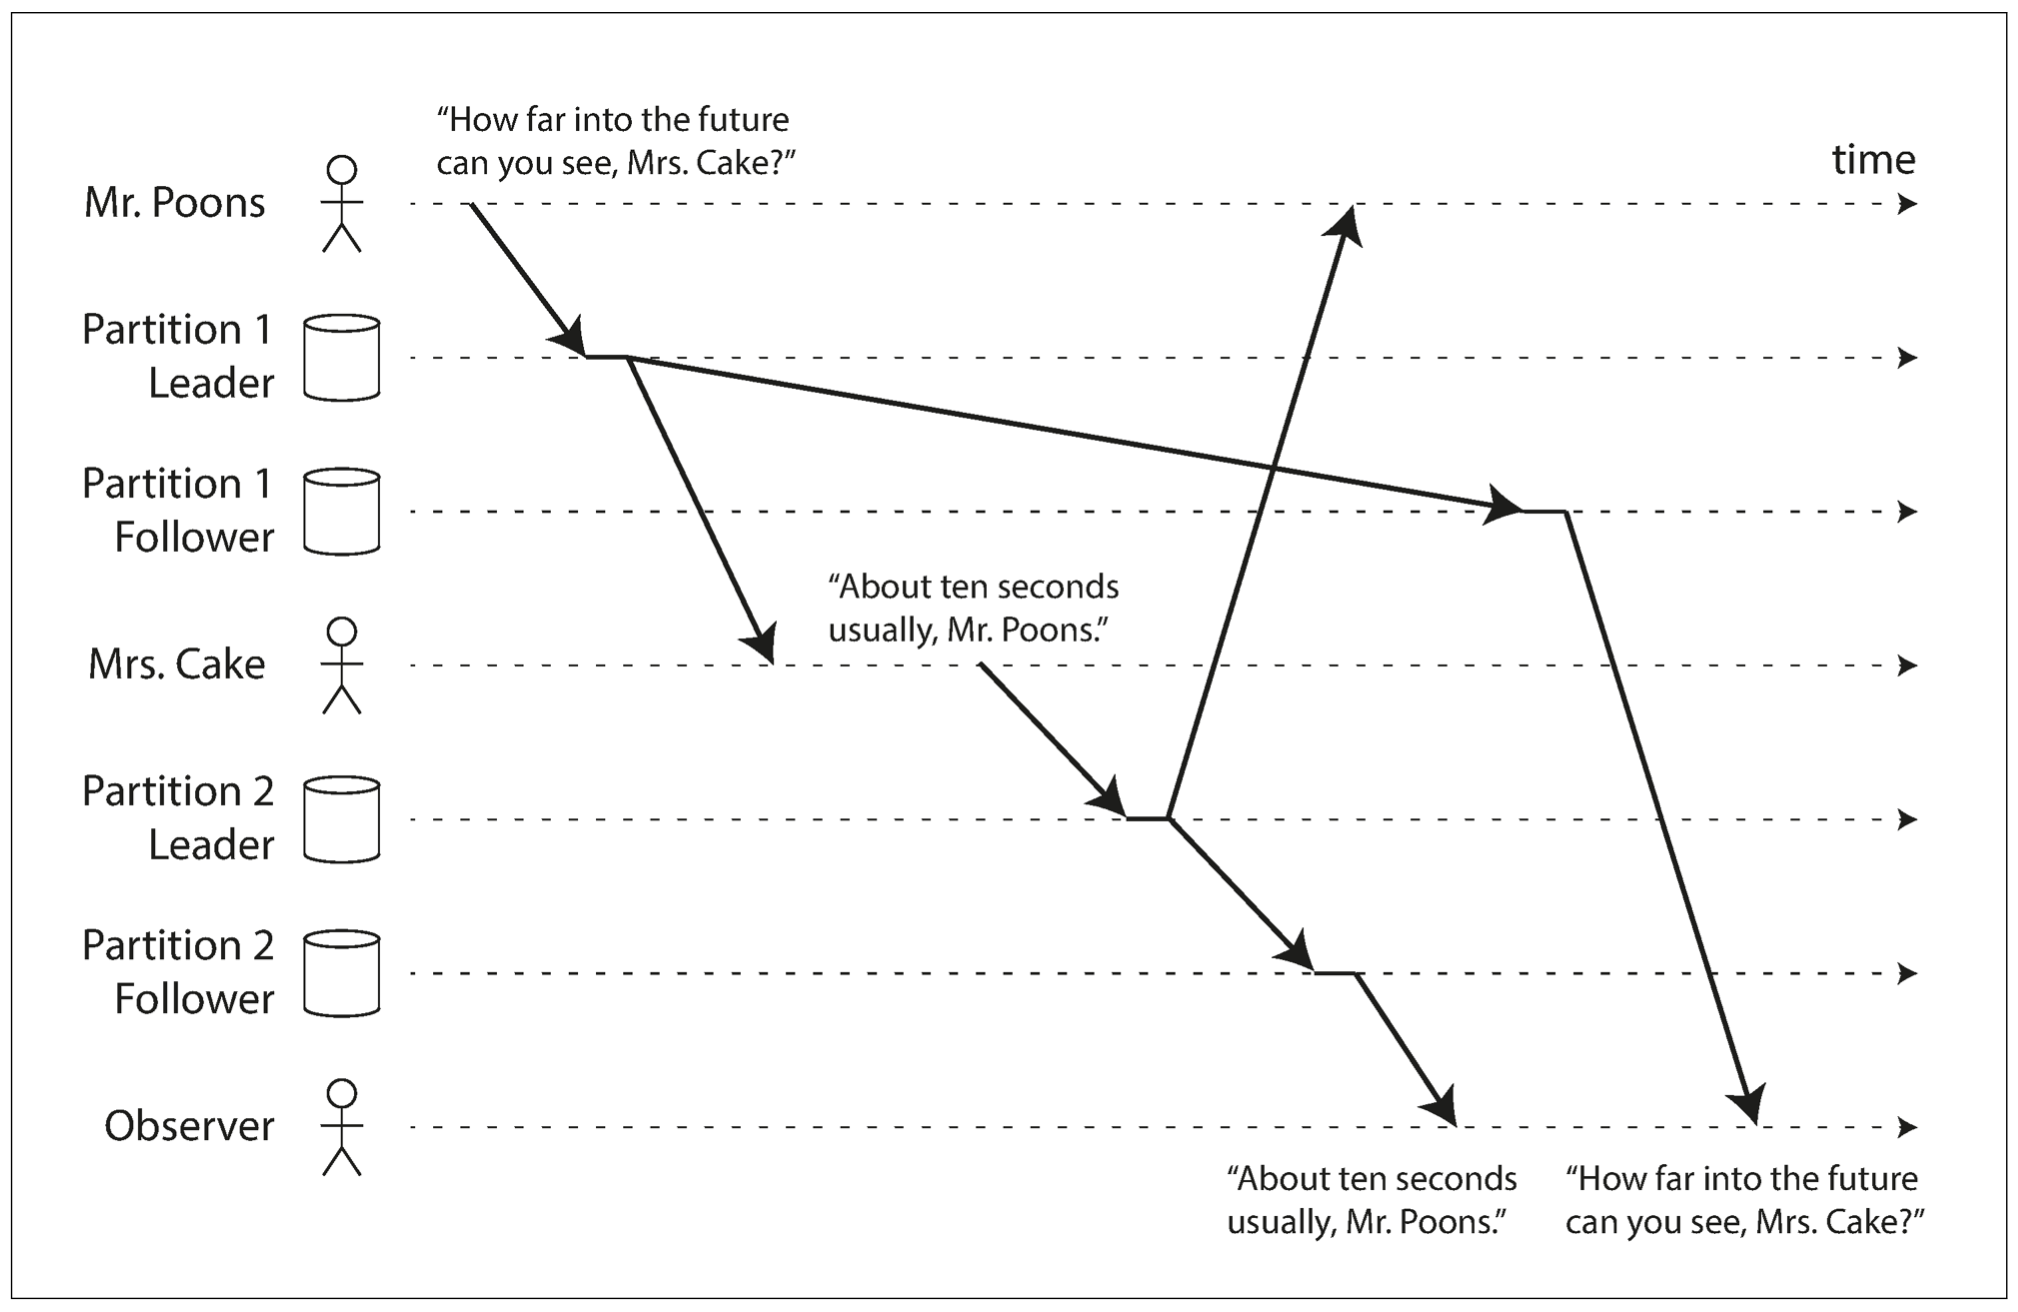 “How far into the future
can you see, Mrs. Cake?”
time
Mr. Poons
Partition 1
Leader
Partition 1
Follower
“About ten seconds
usually, Mr. Poons.”
Mrs. Cake
Partition 2
Leader
Partition 2
Follower
Observer
“About ten seconds
usually, Mr. Poons.”
“How far into the future
can you see, Mrs. Cake?”